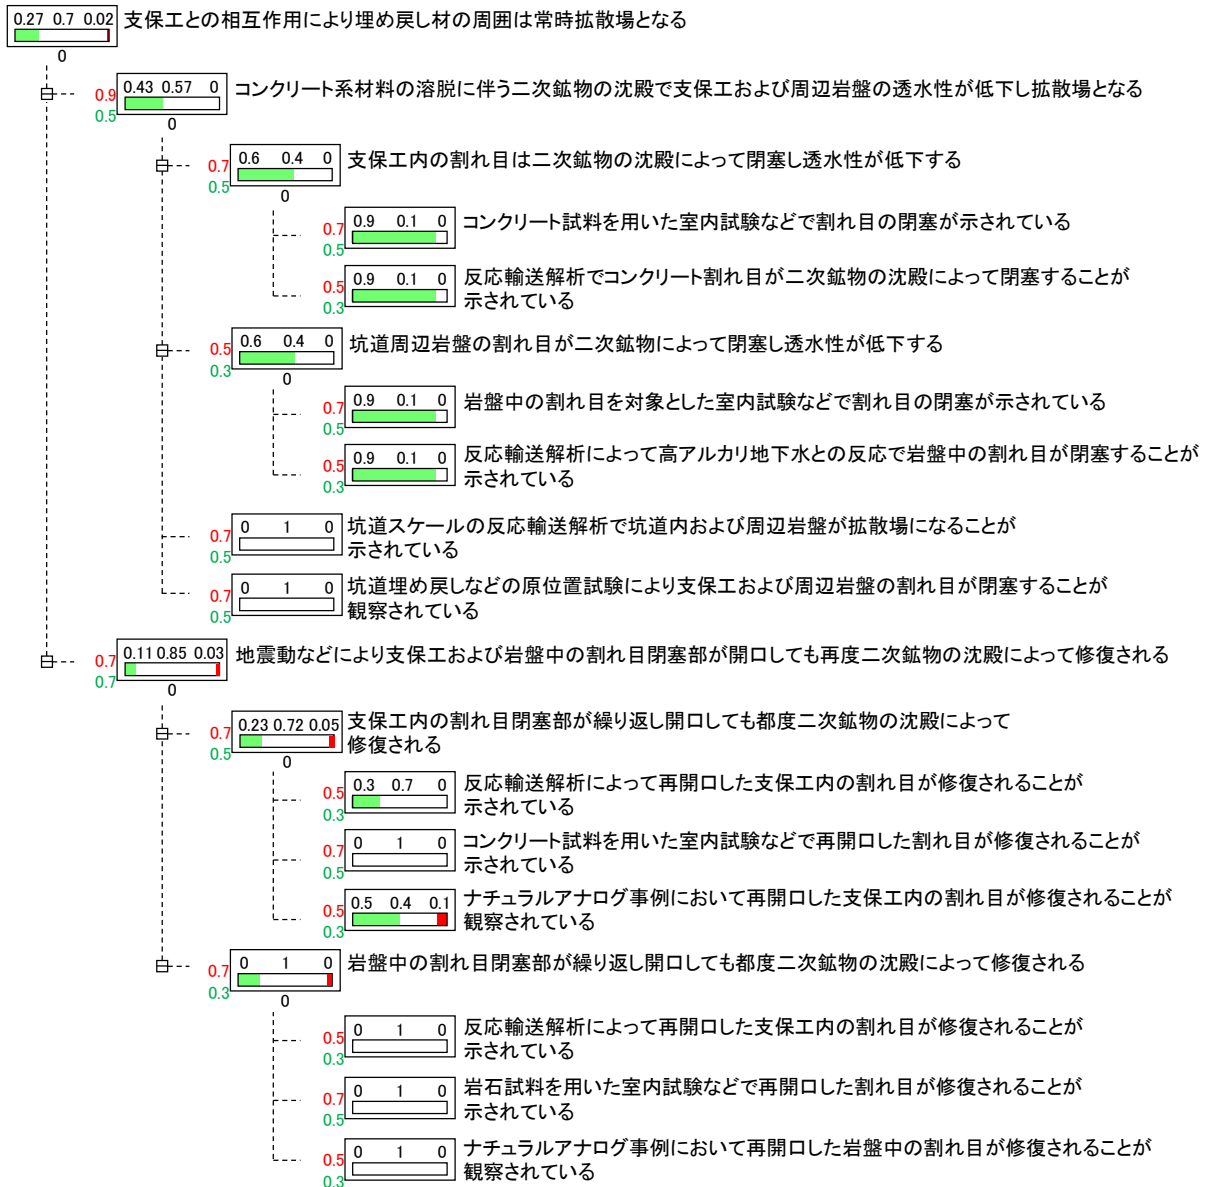 0.27 0.7 0.02 支保工との相互作用により埋め戻し材の周囲は常時拡散場となる
0
0.9 0.43 0.57 0 コンクリート系材料の溶脱に伴う二次鉱物の沈殿で支保工および周辺岩盤の透水性が低下し拡散場となる
0.5
0
0.7 0.6 0.4 0 支保工内の割れ目は二次鉱物の沈殿によって閉塞し透水性が低下する
0.5
0
0.7 0.9 0.1 0 コンクリート試料を用いた室内試験などで割れ目の閉塞が示されている
0.5
0.5 0.9 0.1 0 反応輸送解析でコンクリート割れ目が二次鉱物の沈殿によって閉塞することが
0.3 示されている
0.5 0.6 0.4 0 坑道周辺岩盤の割れ目が二次鉱物によって閉塞し透水性が低下する
0.3
0
0.7 0.9 0.1 0 岩盤中の割れ目を対象とした室内試験などで割れ目の閉塞が示されている
0.5
0.5 0.9 0.1 0 反応輸送解析によって高アルカリ地下水との反応で岩盤中の割れ目が閉塞することが
0.3 示されている
0.7 0 1 0 坑道スケールの反応輸送解析で坑道内および周辺岩盤が拡散場になることが
0.5 示されている
0.7 0 1 0 坑道埋め戻しなどの原位置試験により支保工および周辺岩盤の割れ目が閉塞することが
0.5 観察されている
0.7 0.11 0.85 0.03 地震動などにより支保工および岩盤中の割れ目閉塞部が開口しても再度二次鉱物の沈殿によって修復される
0.7
0
0.7 0.23 0.72 0.05 支保工内の割れ目閉塞部が繰り返し開口しても都度二次鉱物の沈殿によって
0.5 修復される
0
0.5 0.3 0.7 0 反応輸送解析によって再開口した支保工内の割れ目が修復されることが
0.3 示されている
0.7 0 1 0 コンクリート試料を用いた室内試験などで再開口した割れ目が修復されることが
0.5 示されている
0.5 0.5 0.4 0.1 ナチュラルアナログ事例において再開口した支保工内の割れ目が修復されることが
0.3 観察されている
0.7 0 1 0 岩盤中の割れ目閉塞部が繰り返し開口しても都度二次鉱物の沈殿によって修復される
0.3
0
0.5 0 1 0 反応輸送解析によって再開口した支保工内の割れ目が修復されることが
0.3 示されている
0.7 0 1 0 岩石試料を用いた室内試験などで再開口した割れ目が修復されることが
0.5 示されている
0.5 0 1 0 ナチュラルアナログ事例において再開口した岩盤中の割れ目が修復されることが
0.3 観察されている